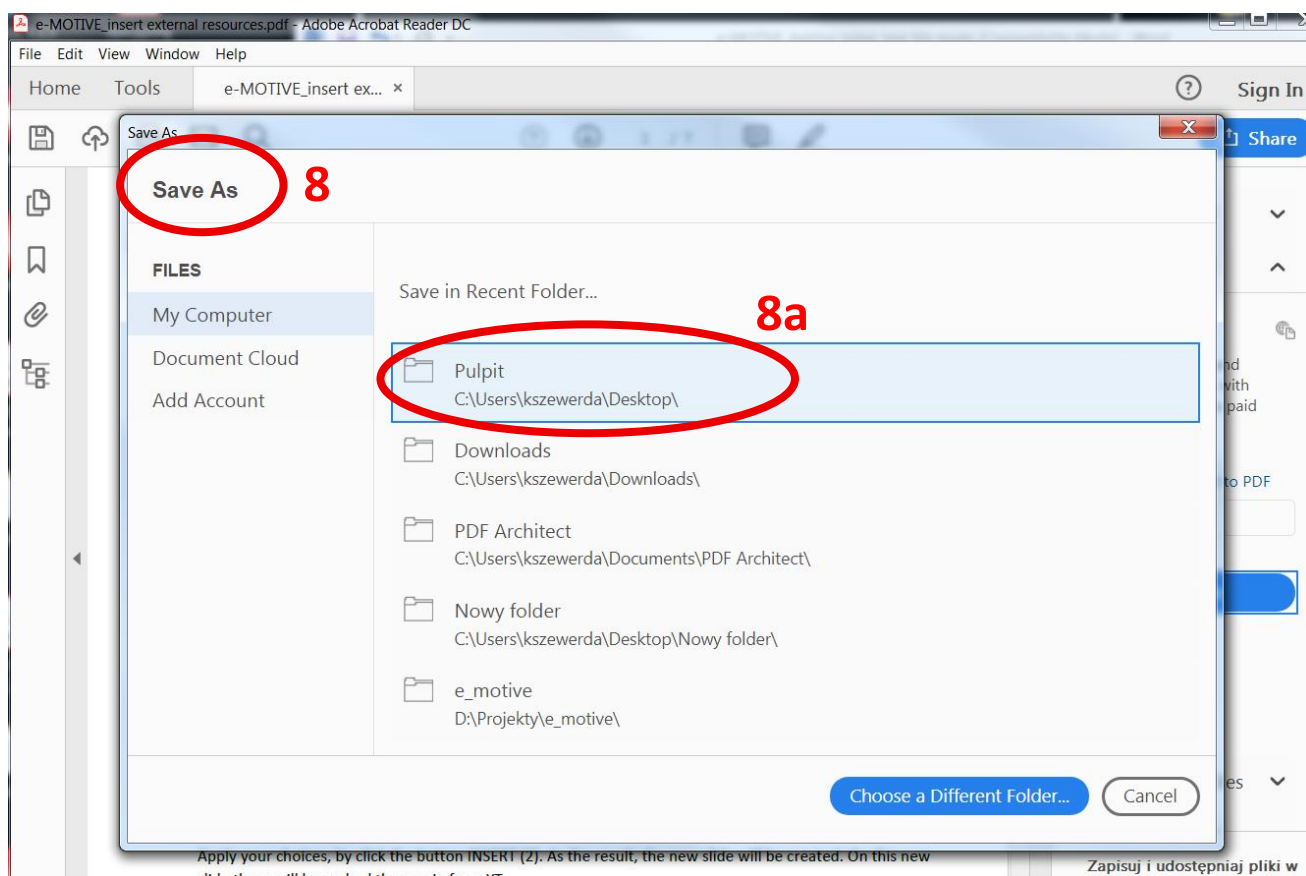 e-MOTIVE_insert external resources.pdf - Adobe Acrobat Reader DC
File Edit View Window Help
Home Tools e-MOTIVE_insert ex... × ? Sign In
Save As
1 / 7
Share
Save As 8
FILES
My Computer
Document Cloud
Add Account
Save in Recent Folder...
8a
Pulpit
C:\Users\kszewerda\Desktop\
Downloads
C:\Users\kszewerda\Downloads\
PDF Architect
C:\Users\kszewerda\Documents\PDF Architect\
Nowy folder
C:\Users\kszewerda\Desktop\Nowy folder\
e_motive
D:\Projekty\e_motive\
Choose a Different Folder... Cancel
nd
with
paid
to PDF
es
Apply your choices, by click the button INSERT (2). As the result, the new slide will be created. On this new
Zapisuj i udostępniaj pliki w